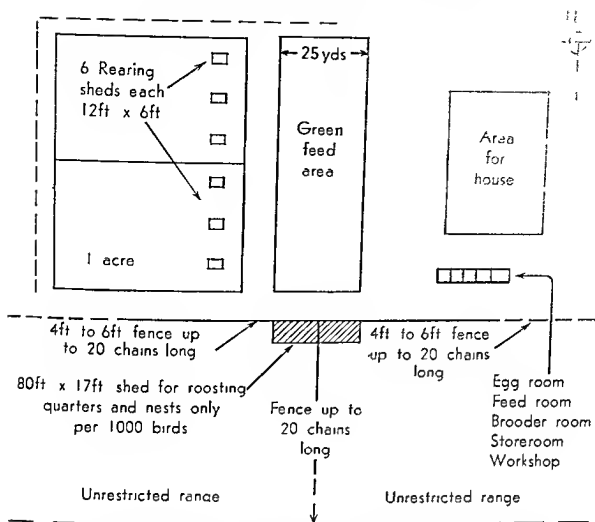 6 Rearing
sheds each
12ft x 6ft
1 acre
25 yds
Green
feed
area
Area
for
house
4ft to 6ft fence up
to 20 chains long
80ft x 17ft shed for roosting
quarters and nests only
per 1000 birds
Fence up to
20 chains
long
4ft to 6ft fence
up to 20 chains
long
Egg room
Feed room
Brooder room
Storeroom
Workshop
Unrestricted range
Unrestricted range